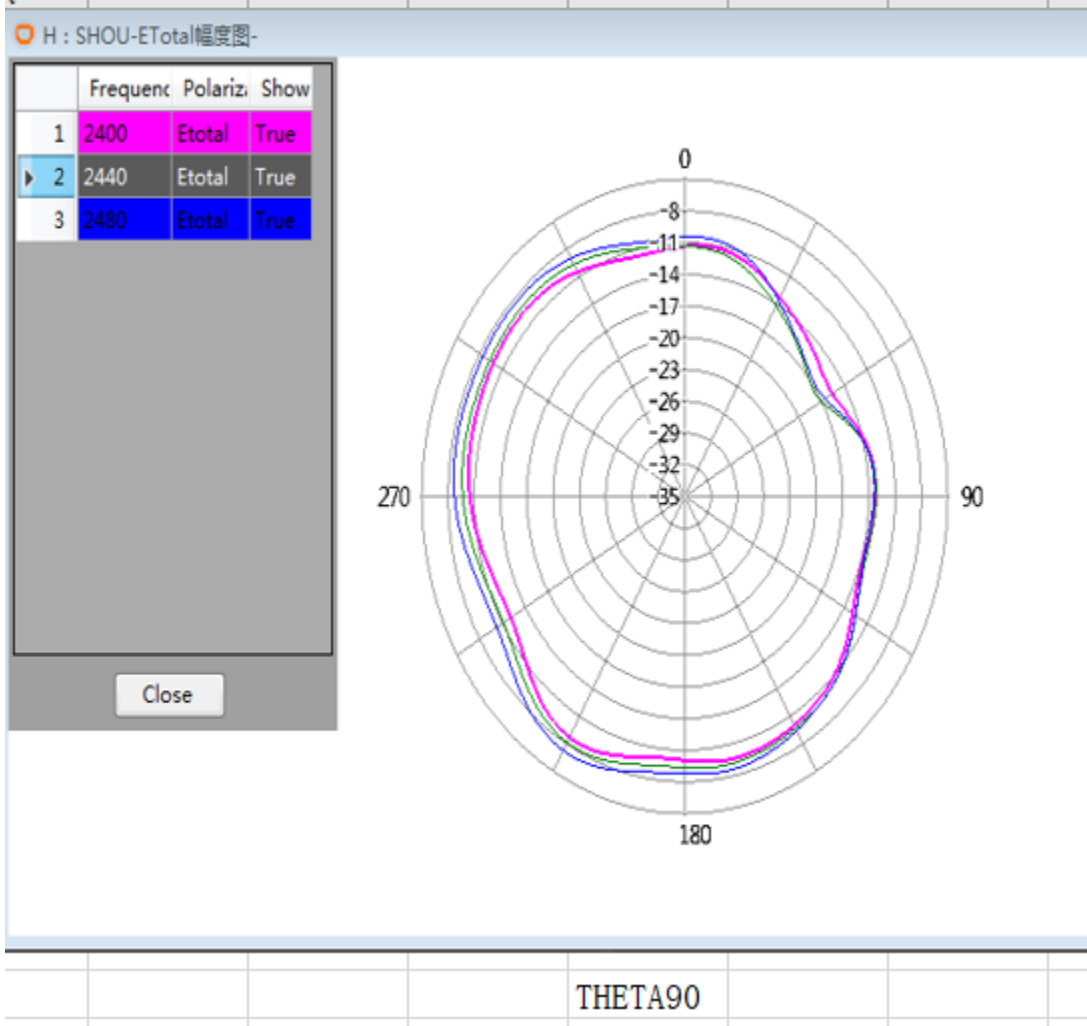 H : SHOU-ETotal幅度图-
Frequenc Polariz Show
1 2400 Etotal True
2 2440 Etotal True
3 2480 Etotal True
Close
0
-8
-11
-14
-17
-20
-23
-26
-29
-32
-35
270
90
180
THETA90